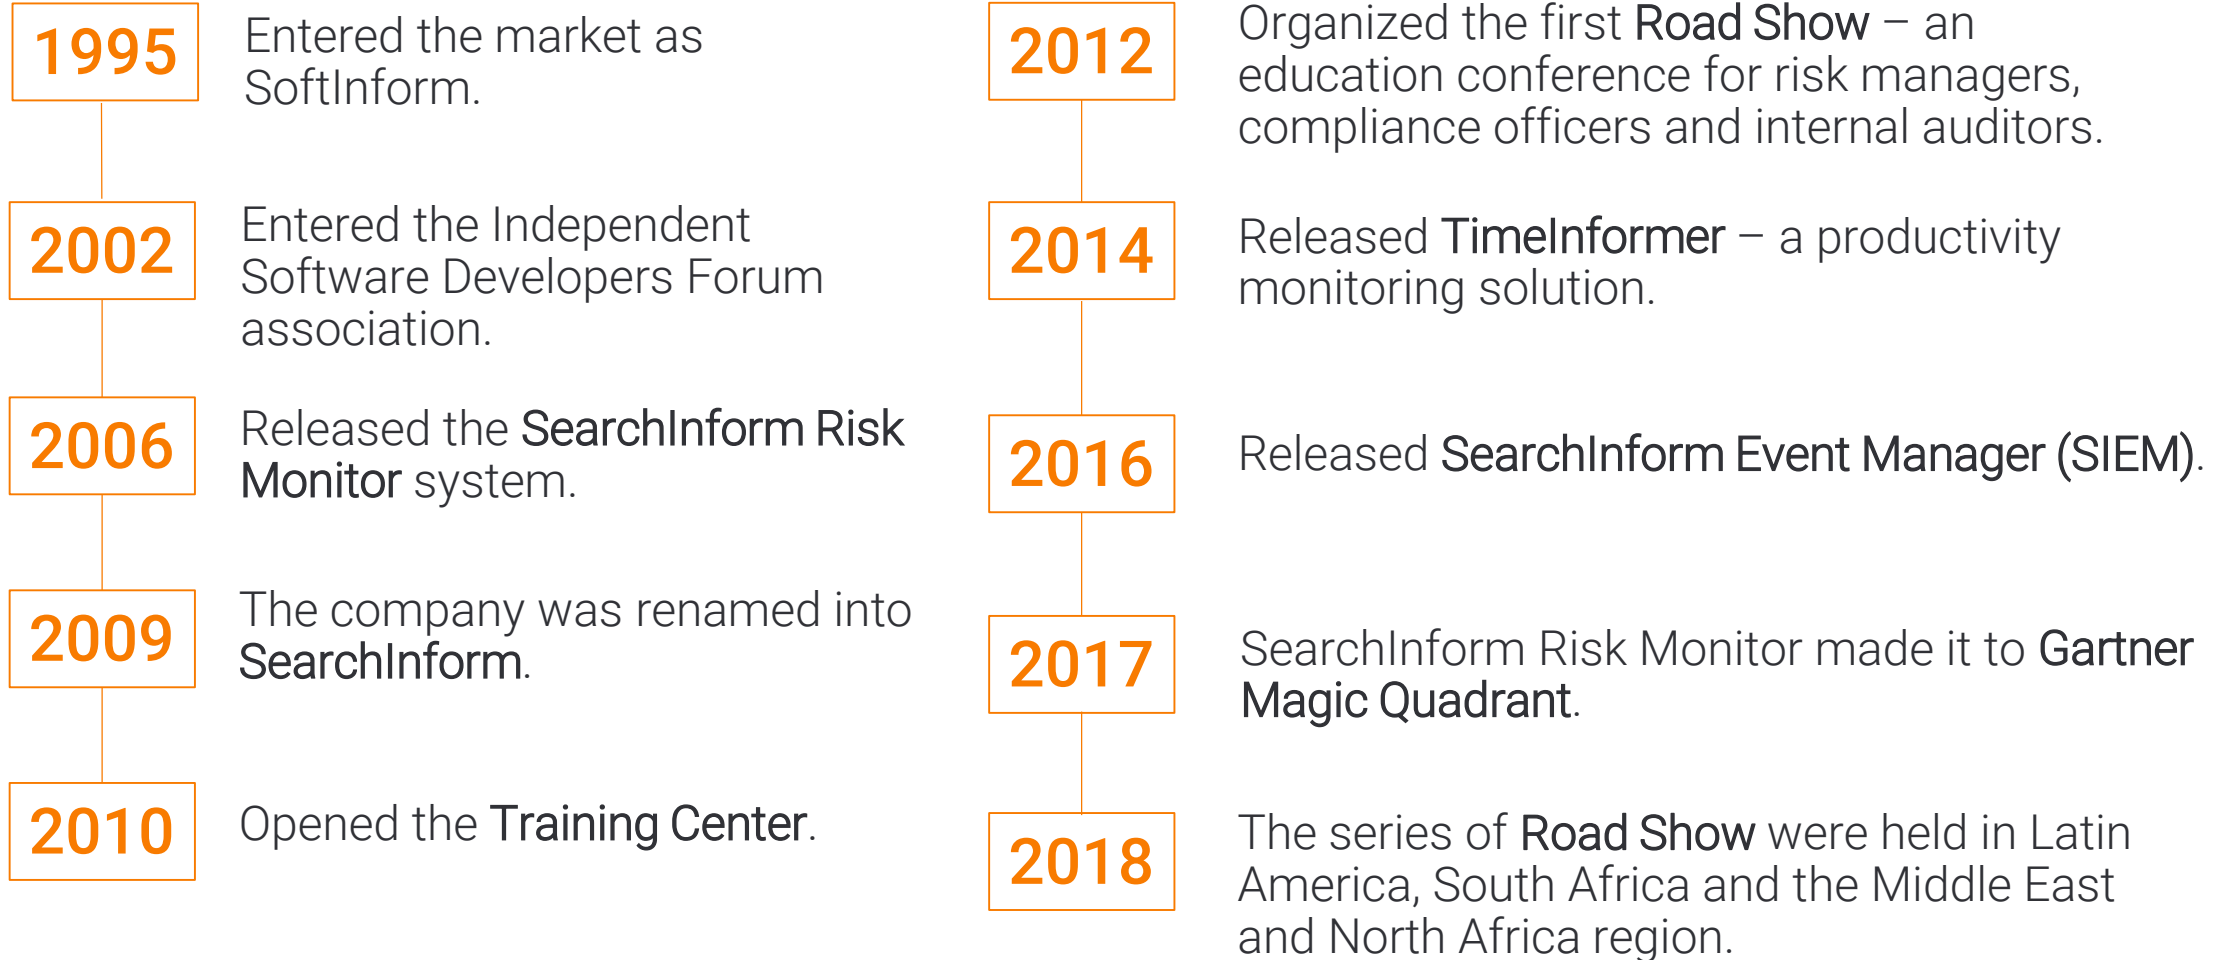 1995
Entered the market as
SoftInform.
2002
Entered the Independent
Software Developers Forum
association.
2006
Released the SearchInform Risk
Monitor system.
2009
The company was renamed into
SearchInform.
2010
Opened the Training Center.
2012
Organized the first Road Show – an
education conference for risk managers,
compliance officers and internal auditors.
2014
Released TimeInformer – a productivity
monitoring solution.
2016
Released SearchInform Event Manager (SIEM).
2017
SearchInform Risk Monitor made it to Gartner
Magic Quadrant.
2018
The series of Road Show were held in Latin
America, South Africa and the Middle East
and North Africa region.